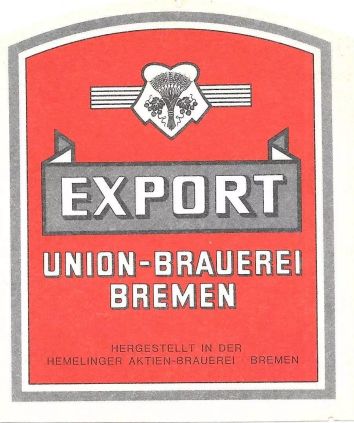 EXPORT
UNION-BRAUEREI
BREMEN
HERGESTELLT IN DER
HEMELINGER AKTIEN-BRAUEREI BREMEN